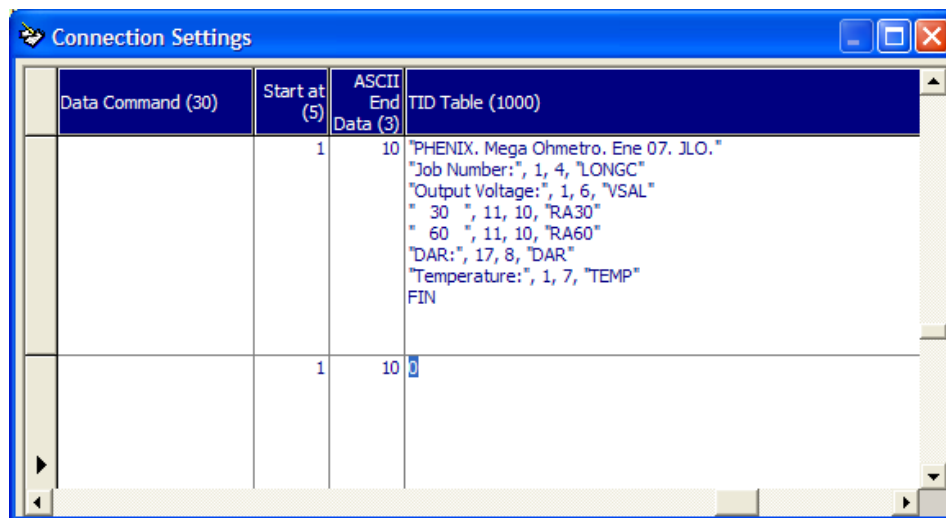 Connection Settings
Data Command (30)
Start at
(5)
ASCII
End
Data (3)
TID Table (1000)
1
10
"PHENIX. Mega Ohmetro. Ene 07. JLO."
"Job Number:", 1, 4, "LONGC"
"Output Voltage:", 1, 6, "VSAL"
"   30   ", 11, 10, "RA30"
"   60   ", 11, 10, "RA60"
"DAR:", 17, 8, "DAR"
"Temperature:", 1, 7, "TEMP"
FIN
1
10
0